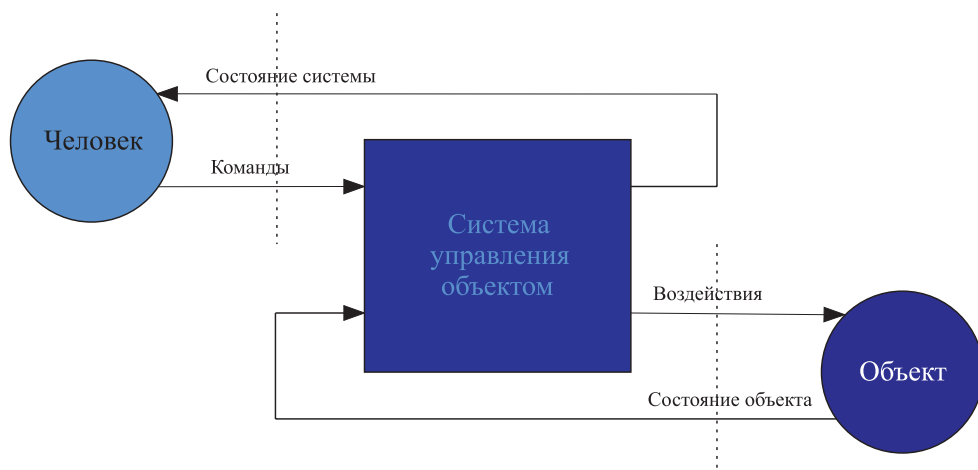 Состояние системы
Человек
Команды
Система
управления
объектом
Воздействия
Объект
Состояние объекта